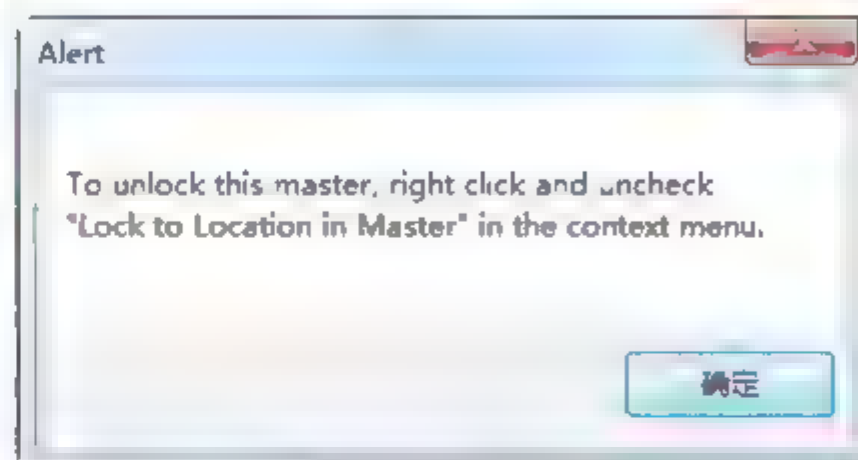 Alert
To unlock this master, right click and uncheck
"Lock to Location in Master" in the context menu.
确定